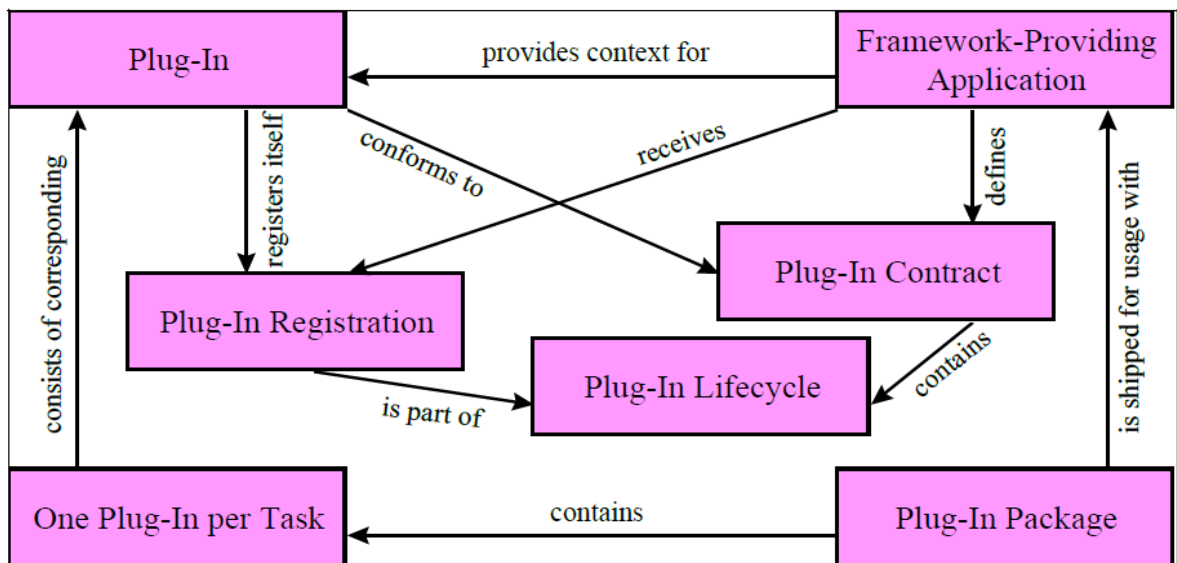 Plug-In
provides context for
Framework-Providing
Application
registers itself
conforms to
receives
defines
consists of corresponding
is shipped for usage with
Plug-In Contract
Plug-In Registration
contains
Plug-In Lifecycle
is part of
One Plug-In per Task
contains
Plug-In Package